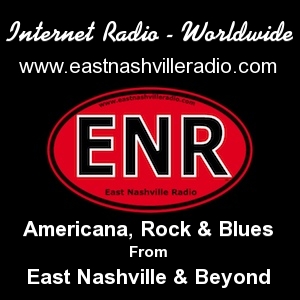 Internet Radio - Worldwide
www.eastnashvilleradio.com
www.eastnashvilleradio.com
ENR
East Nashville Radio
Americana, Rock & Blues
From
East Nashville & Beyond